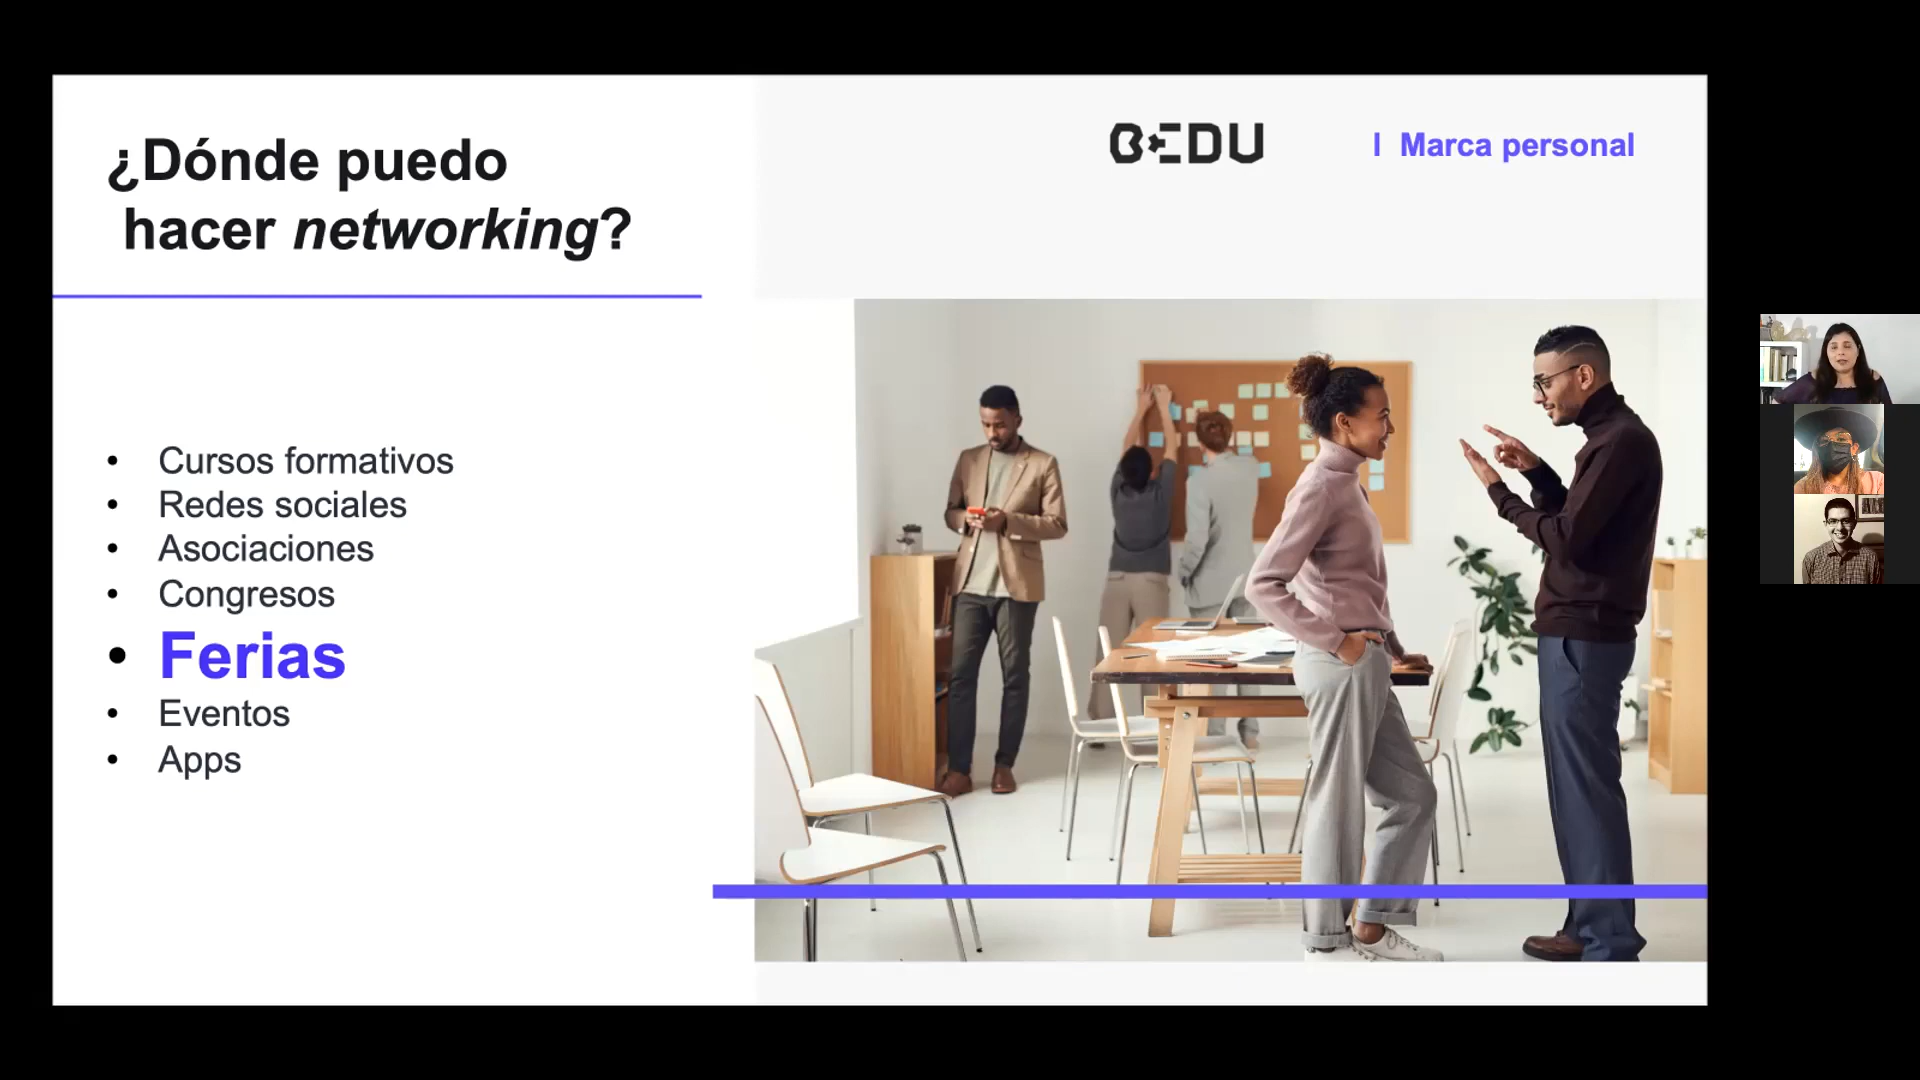 ¿Dónde puedo
hacer networking?
BEDU
| Marca personal
• Cursos formativos
• Redes sociales
• Asociaciones
• Congresos
• Ferias
• Eventos
• Apps